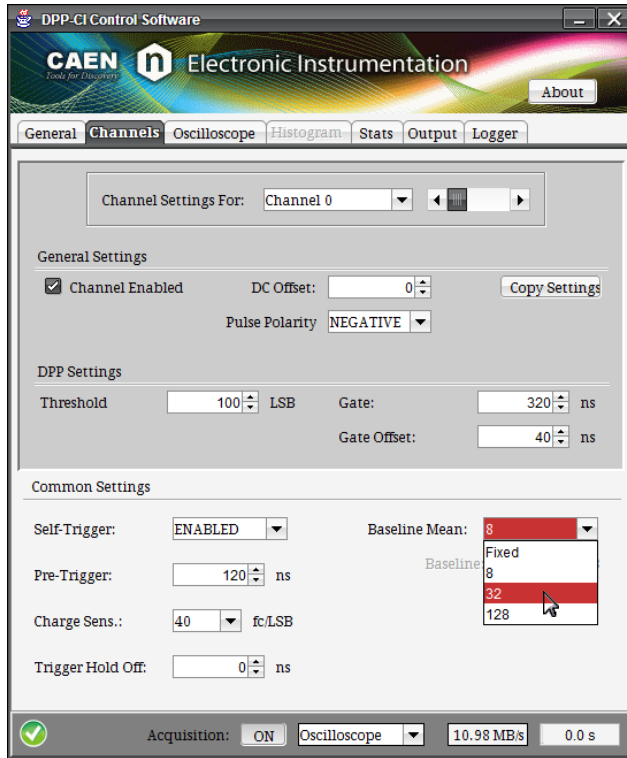 DPP-CI Control Software
CAEN n Electronic Instrumentation
Tools for Discovery
About
General Channels Oscilloscope Histogram Stats Output Logger
Channel Settings For: Channel 0
General Settings
Channel Enabled DC Offset: 0 Copy Settings
Pulse Polarity NEGATIVE
DPP Settings
Threshold 100 LSB Gate: 320 ns
Gate Offset: 40 ns
Common Settings
Self-Trigger: ENABLED Baseline Mean: 8
Fixed
Baseline
Pre-Trigger: 120 ns 8
32
Charge Sens.: 40 fc/LSB 128
Trigger Hold Off: 0 ns
Acquisition: ON Oscilloscope 10.98 MB/s 0.0 s